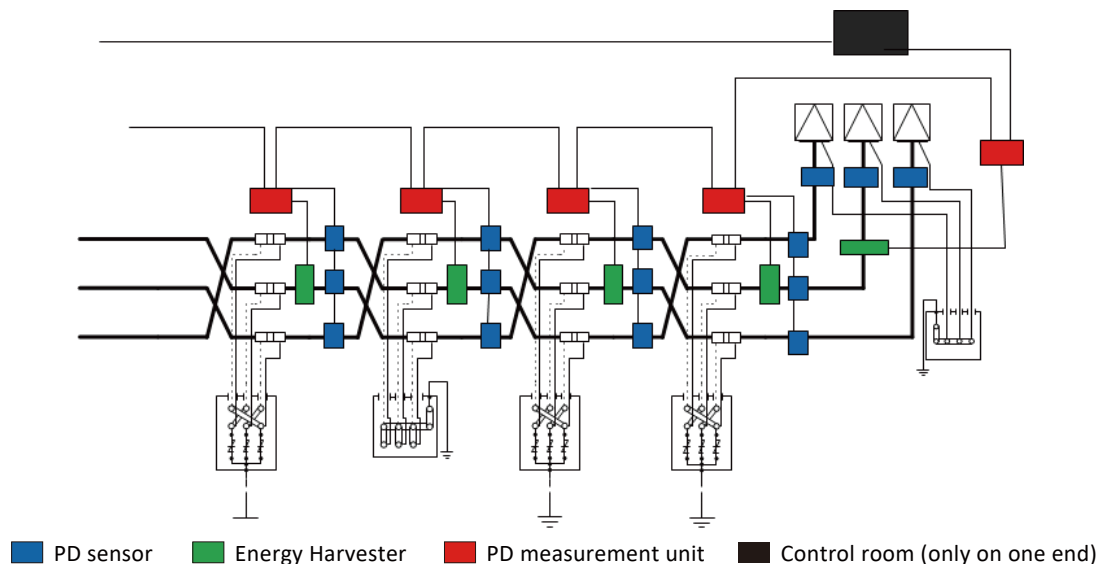 PD sensor Energy Harvester PD measurement unit Control room (only on one end)